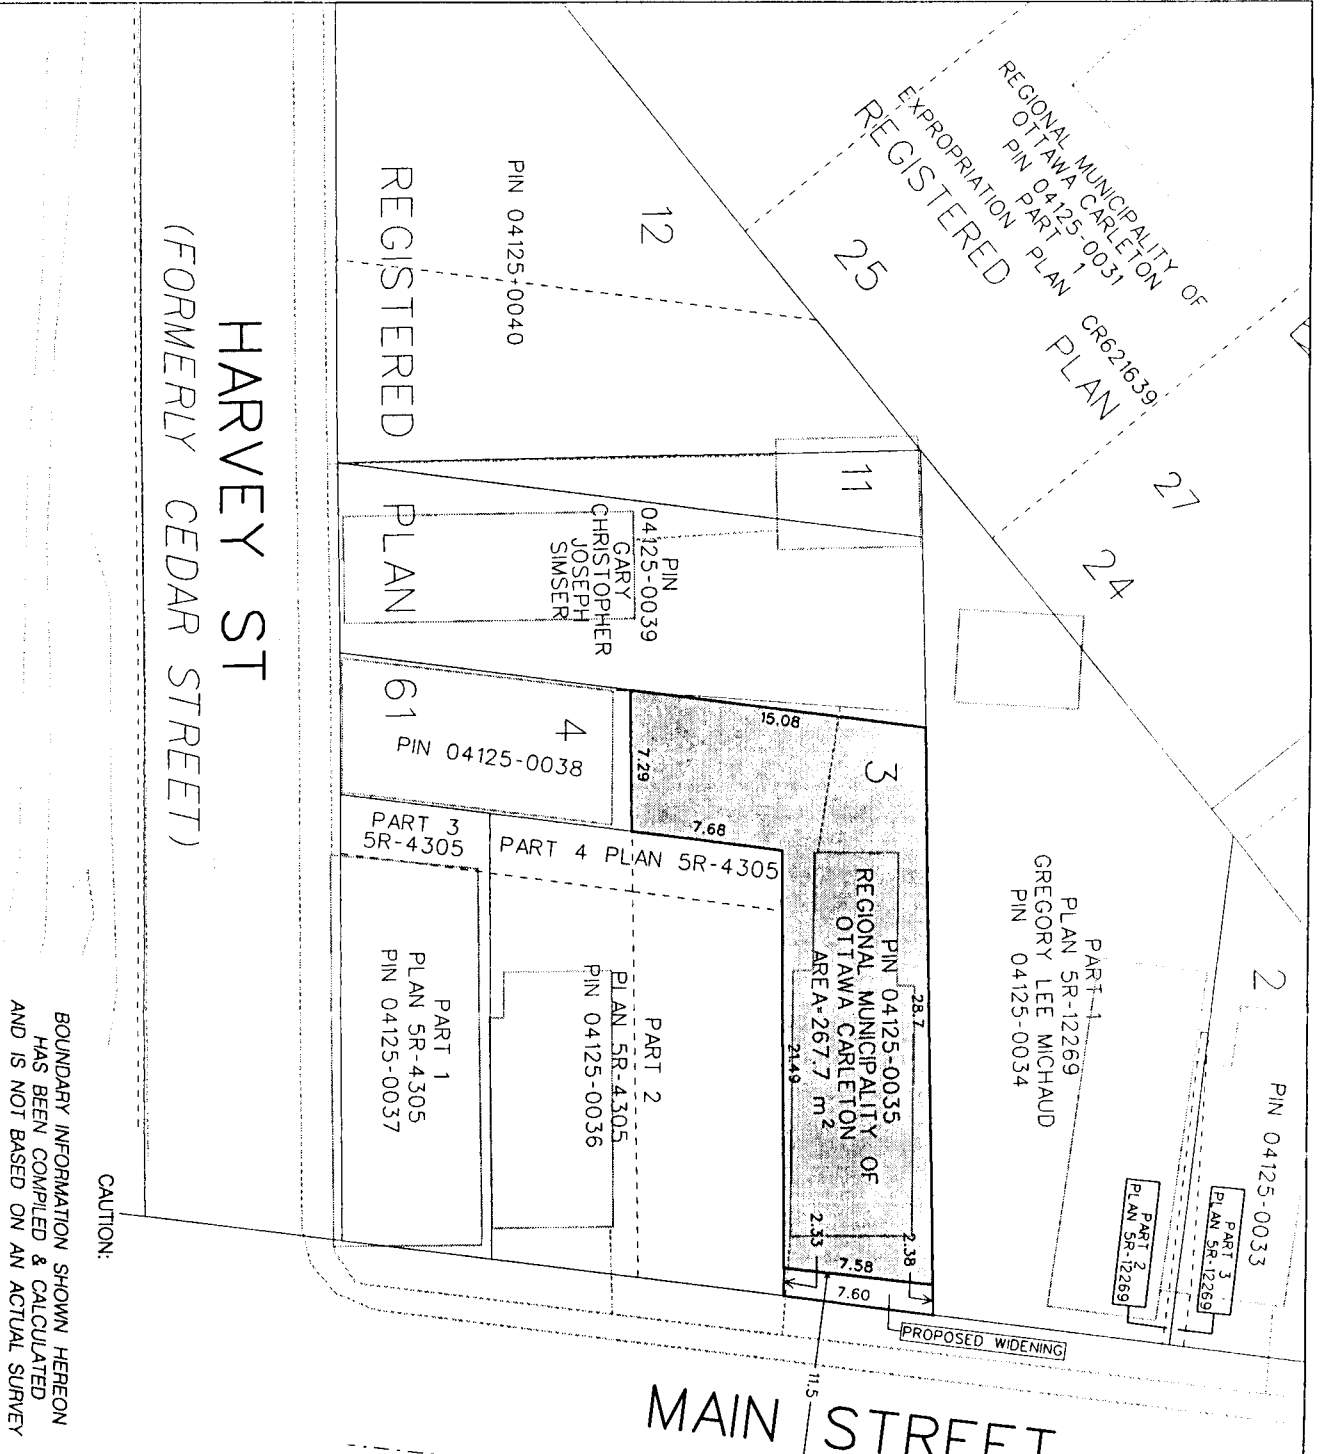 REGIONAL MUNICIPALITY OF
OTTAWA CARLETON
PIN 04125-0031
PART 1
EXPROPRIATION PLAN CR621639
REGISTERED PLAN
25
27
24
12
PIN 04125-0040
REGISTERED PLAN 61
11
PIN
04125-0039
GARY
CHRISTOPHER
JOSEPH
SIMSER
HARVEY ST
(FORMERLY CEDAR STREET)
4
PIN 04125-0038
15.08
7.29
7.68
3
PIN 04125-0035
REGIONAL MUNICIPALITY OF
OTTAWA CARLETON
AREA=267.7 m²
28.7
21.49
2.33
2.38
7.58
7.60
PROPOSED WIDENING
11.5
PART 3
5R-4305
PART 4 PLAN 5R-4305
PART 1
PLAN 5R-4305
PIN 04125-0037
PART 2
PLAN 5R-4305
PIN 04125-0036
PART 1
PLAN 5R-12269
GREGORY LEE MICHAUD
PIN 04125-0034
2
PIN 04125-0033
PART 3
PLAN 5R-12269
PART 2
PLAN 5R-12269
MAIN STREET
CAUTION:
BOUNDARY INFORMATION SHOWN HEREON
HAS BEEN COMPILED & CALCULATED
AND IS NOT BASED ON AN ACTUAL SURVEY